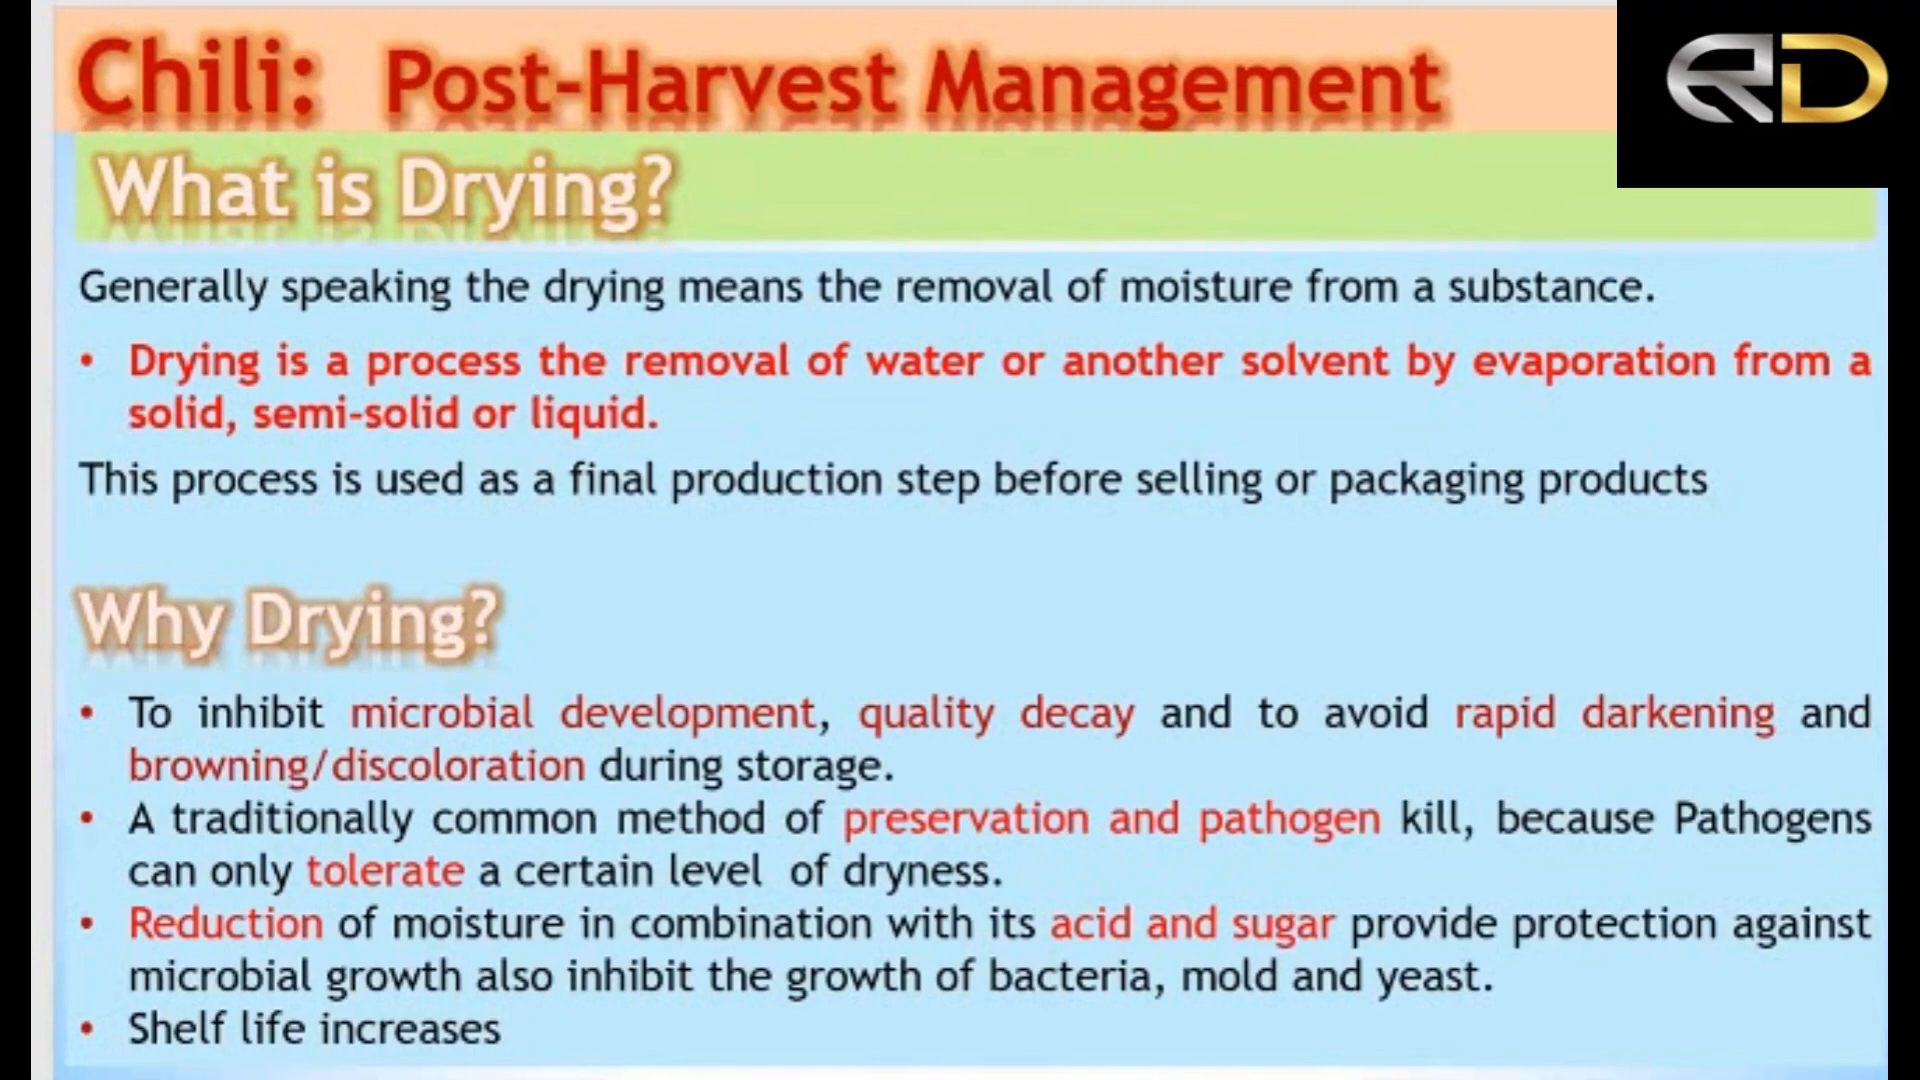 Chili: Post-Harvest Management
What is Drying?
Generally speaking the drying means the removal of moisture from a substance.
• Drying is a process the removal of water or another solvent by evaporation from a
solid, semi-solid or liquid.
This process is used as a final production step before selling or packaging products
Why Drying?
• To inhibit microbial development, quality decay and to avoid rapid darkening and
browning/discoloration during storage.
• A traditionally common method of preservation and pathogen kill, because Pathogens
can only tolerate a certain level of dryness.
• Reduction of moisture in combination with its acid and sugar provide protection against
microbial growth also inhibit the growth of bacteria, mold and yeast.
• Shelf life increases